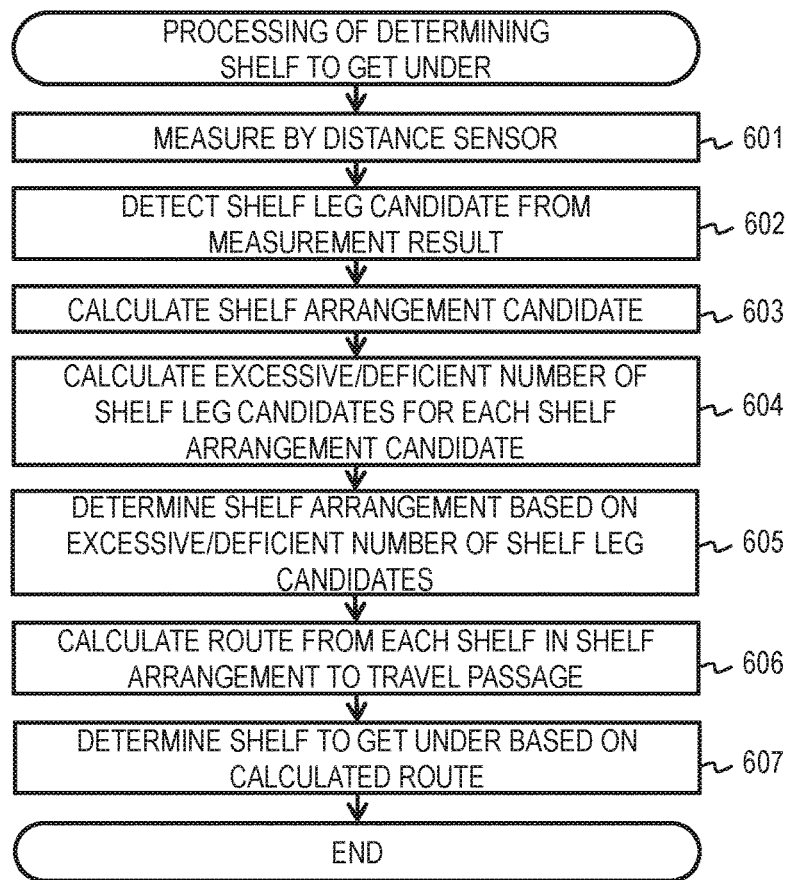 PROCESSING OF DETERMINING
SHELF TO GET UNDER
MEASURE BY DISTANCE SENSOR
601
DETECT SHELF LEG CANDIDATE FROM
MEASUREMENT RESULT
602
CALCULATE SHELF ARRANGEMENT CANDIDATE
603
CALCULATE EXCESSIVE/DEFICIENT NUMBER OF
SHELF LEG CANDIDATES FOR EACH SHELF
ARRANGEMENT CANDIDATE
604
DETERMINE SHELF ARRANGEMENT BASED ON
EXCESSIVE/DEFICIENT NUMBER OF SHELF LEG
CANDIDATES
605
CALCULATE ROUTE FROM EACH SHELF IN SHELF
ARRANGEMENT TO TRAVEL PASSAGE
606
DETERMINE SHELF TO GET UNDER BASED ON
CALCULATED ROUTE
607
END